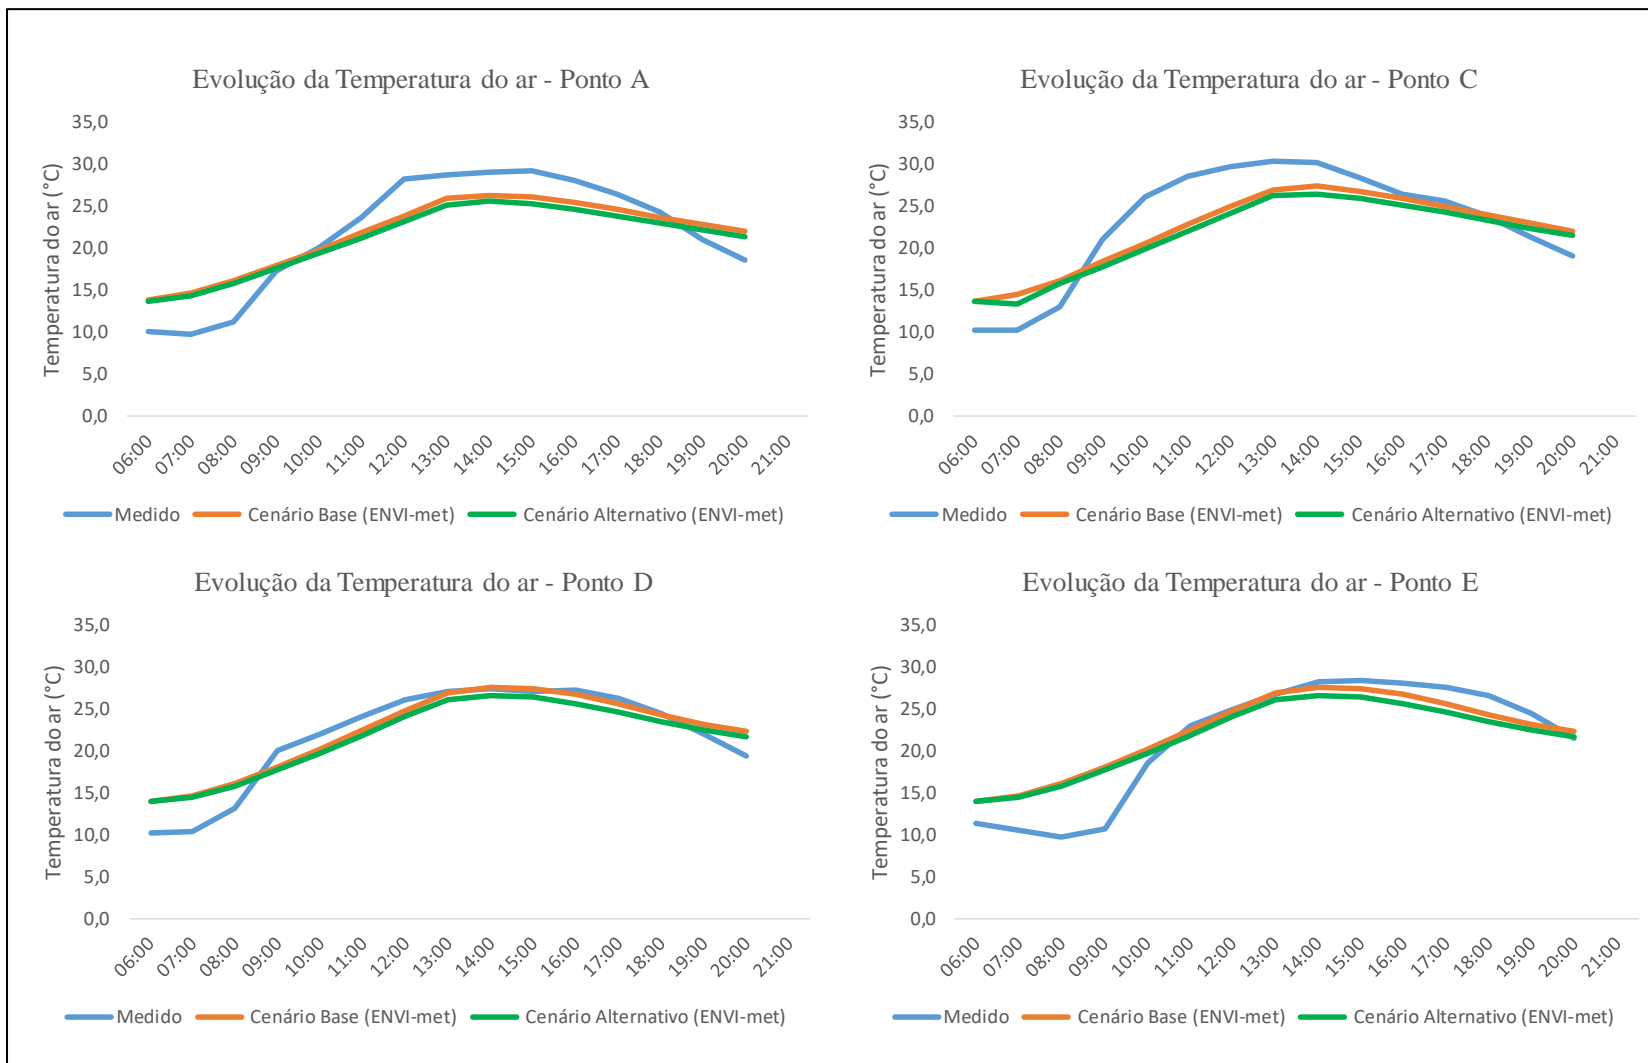 Evolução da Temperatura do ar - Ponto A
Temperatura do ar (°C)
35,0
30,0
25,0
20,0
15,0
10,0
5,0
0,0
06:00 07:00 08:00 09:00 10:00 11:00 12:00 13:00 14:00 15:00 16:00 17:00 18:00 19:00 20:00 21:00
Medido Cenário Base (ENVI-met) Cenário Alternativo (ENVI-met)
Evolução da Temperatura do ar - Ponto C
Temperatura do ar (°C)
35,0
30,0
25,0
20,0
15,0
10,0
5,0
0,0
06:00 07:00 08:00 09:00 10:00 11:00 12:00 13:00 14:00 15:00 16:00 17:00 18:00 19:00 20:00 21:00
Medido Cenário Base (ENVI-met) Cenário Alternativo (ENVI-met)
Evolução da Temperatura do ar - Ponto D
Temperatura do ar (°C)
35,0
30,0
25,0
20,0
15,0
10,0
5,0
0,0
06:00 07:00 08:00 09:00 10:00 11:00 12:00 13:00 14:00 15:00 16:00 17:00 18:00 19:00 20:00 21:00
Medido Cenário Base (ENVI-met) Cenário Alternativo (ENVI-met)
Evolução da Temperatura do ar - Ponto E
Temperatura do ar (°C)
35,0
30,0
25,0
20,0
15,0
10,0
5,0
0,0
06:00 07:00 08:00 09:00 10:00 11:00 12:00 13:00 14:00 15:00 16:00 17:00 18:00 19:00 20:00 21:00
Medido Cenário Base (ENVI-met) Cenário Alternativo (ENVI-met)